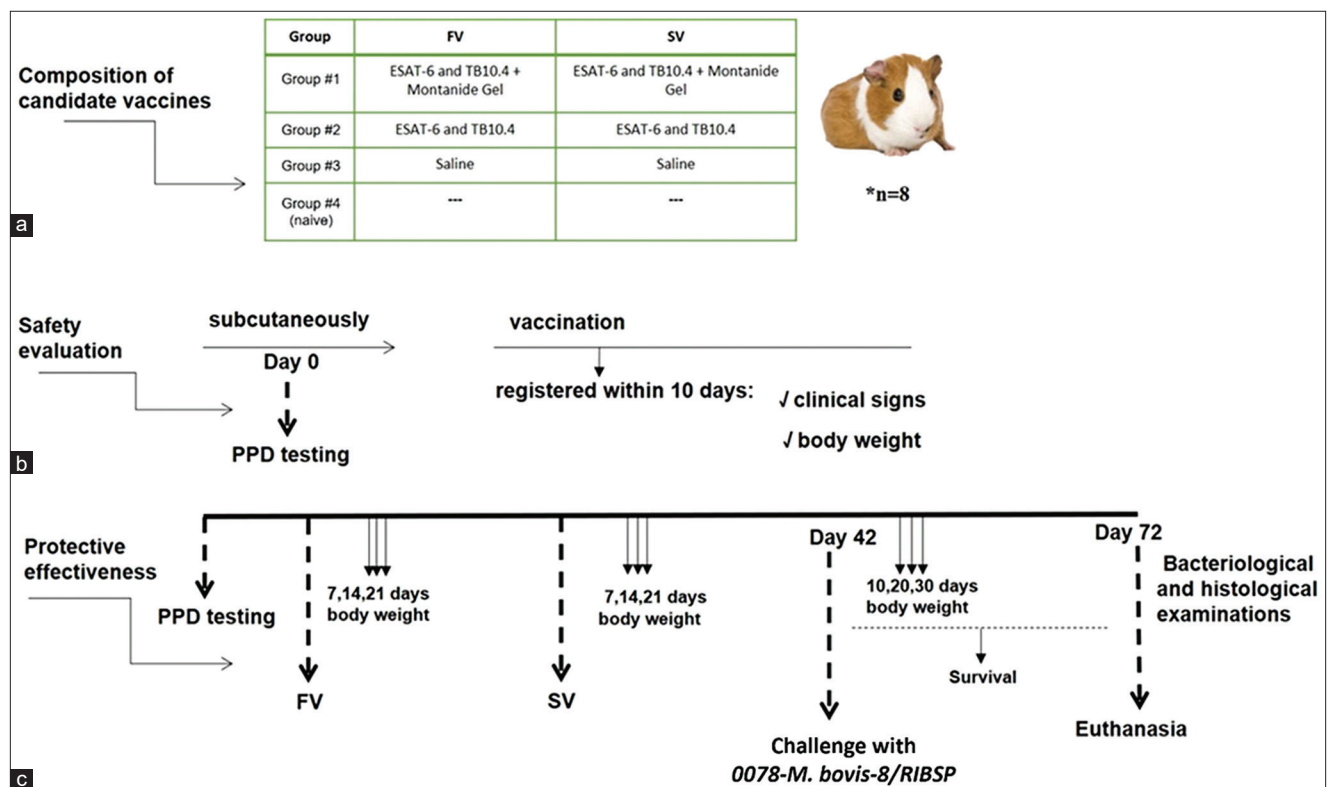 Composition of
candidate vaccines
Group FV SV
Group #1 ESAT-6 and TB10.4 + Montanide Gel ESAT-6 and TB10.4 + Montanide Gel
Group #2 ESAT-6 and TB10.4 ESAT-6 and TB10.4
Group #3 Saline Saline
Group #4 (naive) --- ---
*n=8
a
Safety
evaluation
subcutaneously
Day 0
PPD testing
vaccination
registered within 10 days:
√ clinical signs
√ body weight
b
Protective
effectiveness
PPD testing
FV
7,14,21 days
body weight
SV
7,14,21 days
body weight
Day 42
Challenge with
0078-M. bovis-8/RIBSP
10,20,30 days
body weight
Survival
Day 72
Euthanasia
Bacteriological
and histological
examinations
c